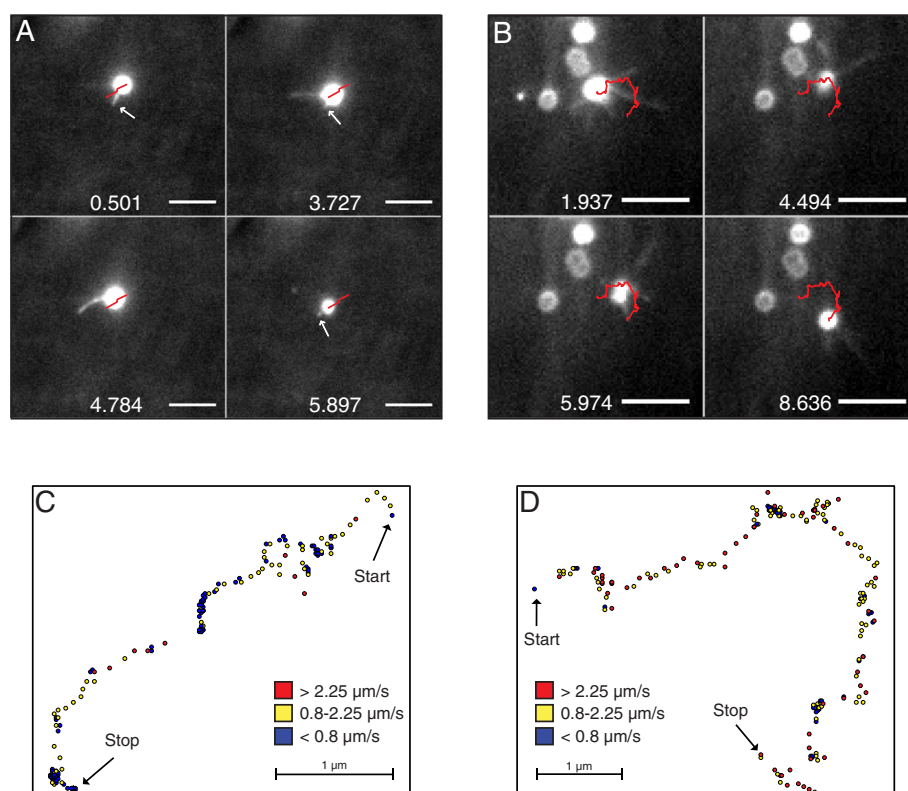 A
B
0.501
3.727
1.937
4.494
4.784
5.897
5.974
8.636
C
Start
> 2.25 µm/s
0.8-2.25 µm/s
< 0.8 µm/s
Stop
1 µm
D
Start
> 2.25 µm/s
0.8-2.25 µm/s
< 0.8 µm/s
Stop
1 µm